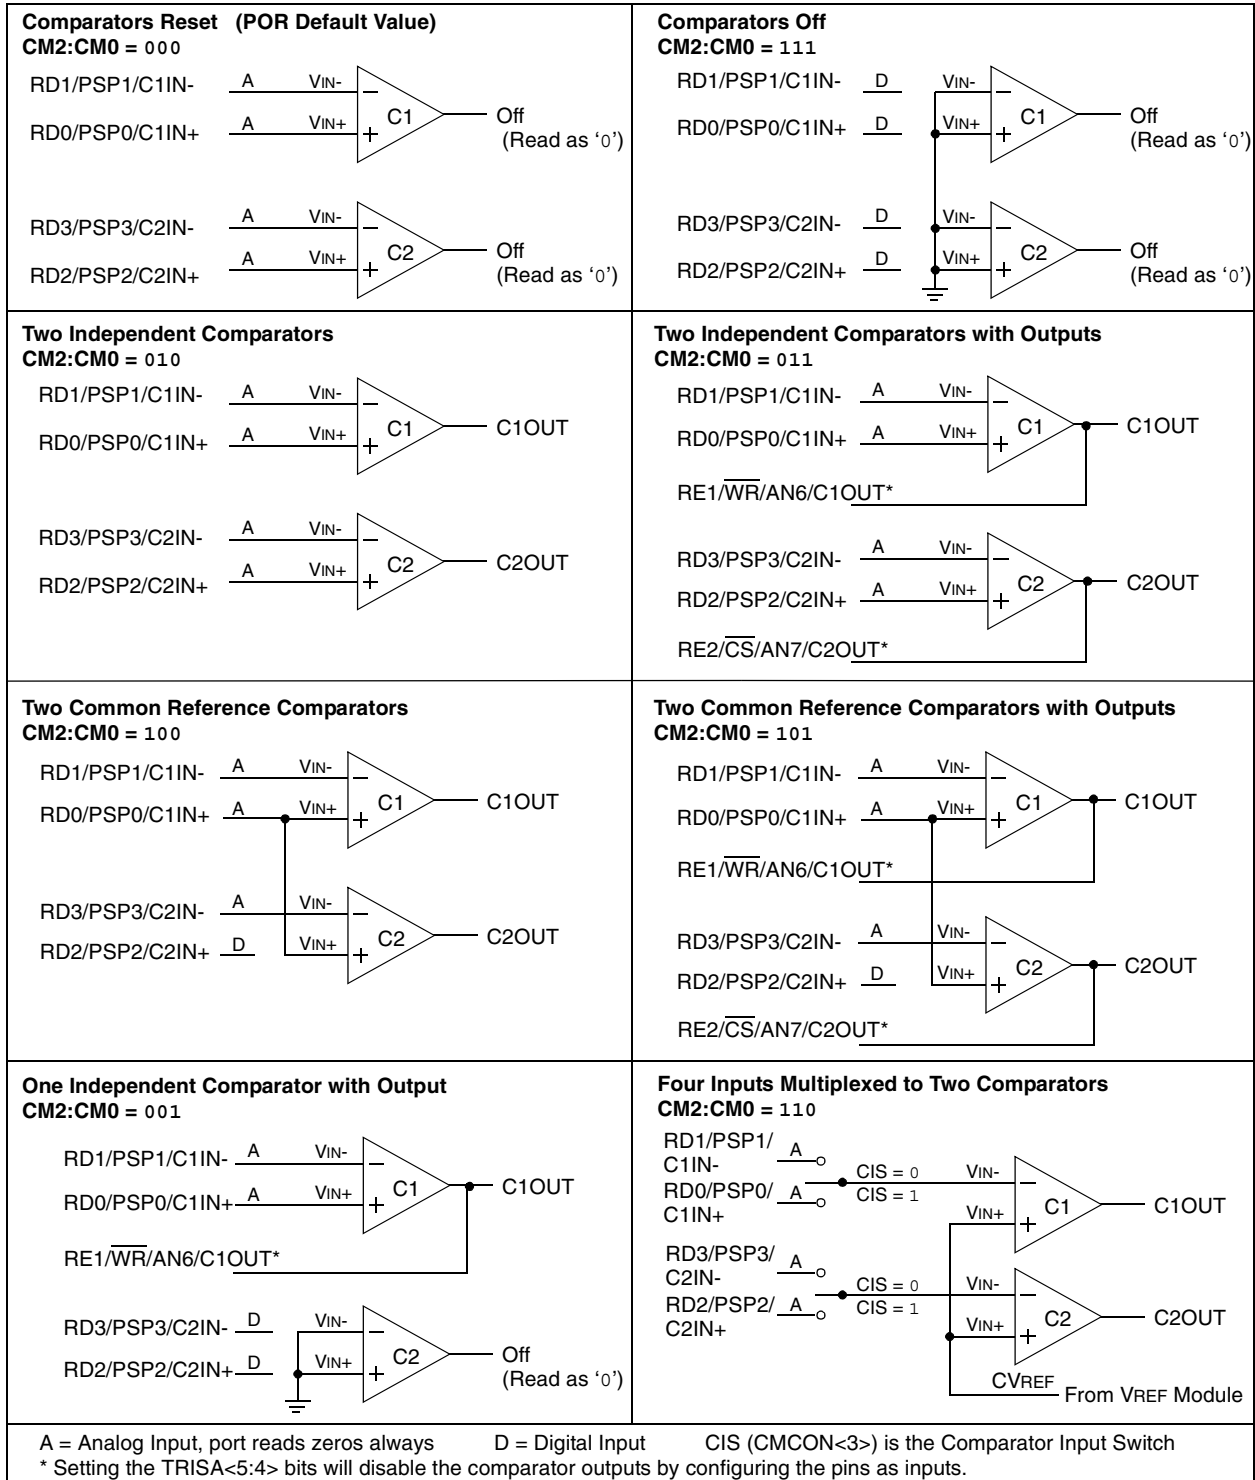 Comparators Reset (POR Default Value)
CM2:CM0 = 000
RD1/PSP1/C1IN- A VIN- −
RD0/PSP0/C1IN+ A VIN+ +
C1
Off
(Read as ‘0’)
RD3/PSP3/C2IN- A VIN- −
RD2/PSP2/C2IN+ A VIN+ +
C2
Off
(Read as ‘0’)
Comparators Off
CM2:CM0 = 111
RD1/PSP1/C1IN- D VIN- −
RD0/PSP0/C1IN+ D VIN+ +
C1
Off
(Read as ‘0’)
RD3/PSP3/C2IN- D VIN- −
RD2/PSP2/C2IN+ D VIN+ +
C2
Off
(Read as ‘0’)
Two Independent Comparators
CM2:CM0 = 010
RD1/PSP1/C1IN- A VIN- −
RD0/PSP0/C1IN+ A VIN+ +
C1
C1OUT
RD3/PSP3/C2IN- A VIN- −
RD2/PSP2/C2IN+ A VIN+ +
C2
C2OUT
Two Independent Comparators with Outputs
CM2:CM0 = 011
RD1/PSP1/C1IN- A VIN- −
RD0/PSP0/C1IN+ A VIN+ +
C1
C1OUT
RE1/W̅R̅/AN6/C1OUT*
RD3/PSP3/C2IN- A VIN- −
RD2/PSP2/C2IN+ A VIN+ +
C2
C2OUT
RE2/C̅S̅/AN7/C2OUT*
Two Common Reference Comparators
CM2:CM0 = 100
RD1/PSP1/C1IN- A VIN- −
RD0/PSP0/C1IN+ A VIN+ +
C1
C1OUT
RD3/PSP3/C2IN- A VIN- −
RD2/PSP2/C2IN+ D VIN+ +
C2
C2OUT
Two Common Reference Comparators with Outputs
CM2:CM0 = 101
RD1/PSP1/C1IN- A VIN- −
RD0/PSP0/C1IN+ A VIN+ +
C1
C1OUT
RE1/W̅R̅/AN6/C1OUT*
RD3/PSP3/C2IN- A VIN- −
RD2/PSP2/C2IN+ D VIN+ +
C2
C2OUT
RE2/C̅S̅/AN7/C2OUT*
One Independent Comparator with Output
CM2:CM0 = 001
RD1/PSP1/C1IN- A VIN- −
RD0/PSP0/C1IN+ A VIN+ +
C1
C1OUT
RE1/W̅R̅/AN6/C1OUT*
RD3/PSP3/C2IN- D VIN- −
RD2/PSP2/C2IN+ D VIN+ +
C2
Off
(Read as ‘0’)
Four Inputs Multiplexed to Two Comparators
CM2:CM0 = 110
RD1/PSP1/
C1IN- A
RD0/PSP0/
C1IN+ A
CIS = 0
CIS = 1
VIN- −
VIN+ +
C1
C1OUT
RD3/PSP3/
C2IN- A
RD2/PSP2/
C2IN+ A
CIS = 0
CIS = 1
VIN- −
VIN+ +
C2
C2OUT
CVREF
From VREF Module
A = Analog Input, port reads zeros always D = Digital Input CIS (CMCON<3>) is the Comparator Input Switch
* Setting the TRISA<5:4> bits will disable the comparator outputs by configuring the pins as inputs.